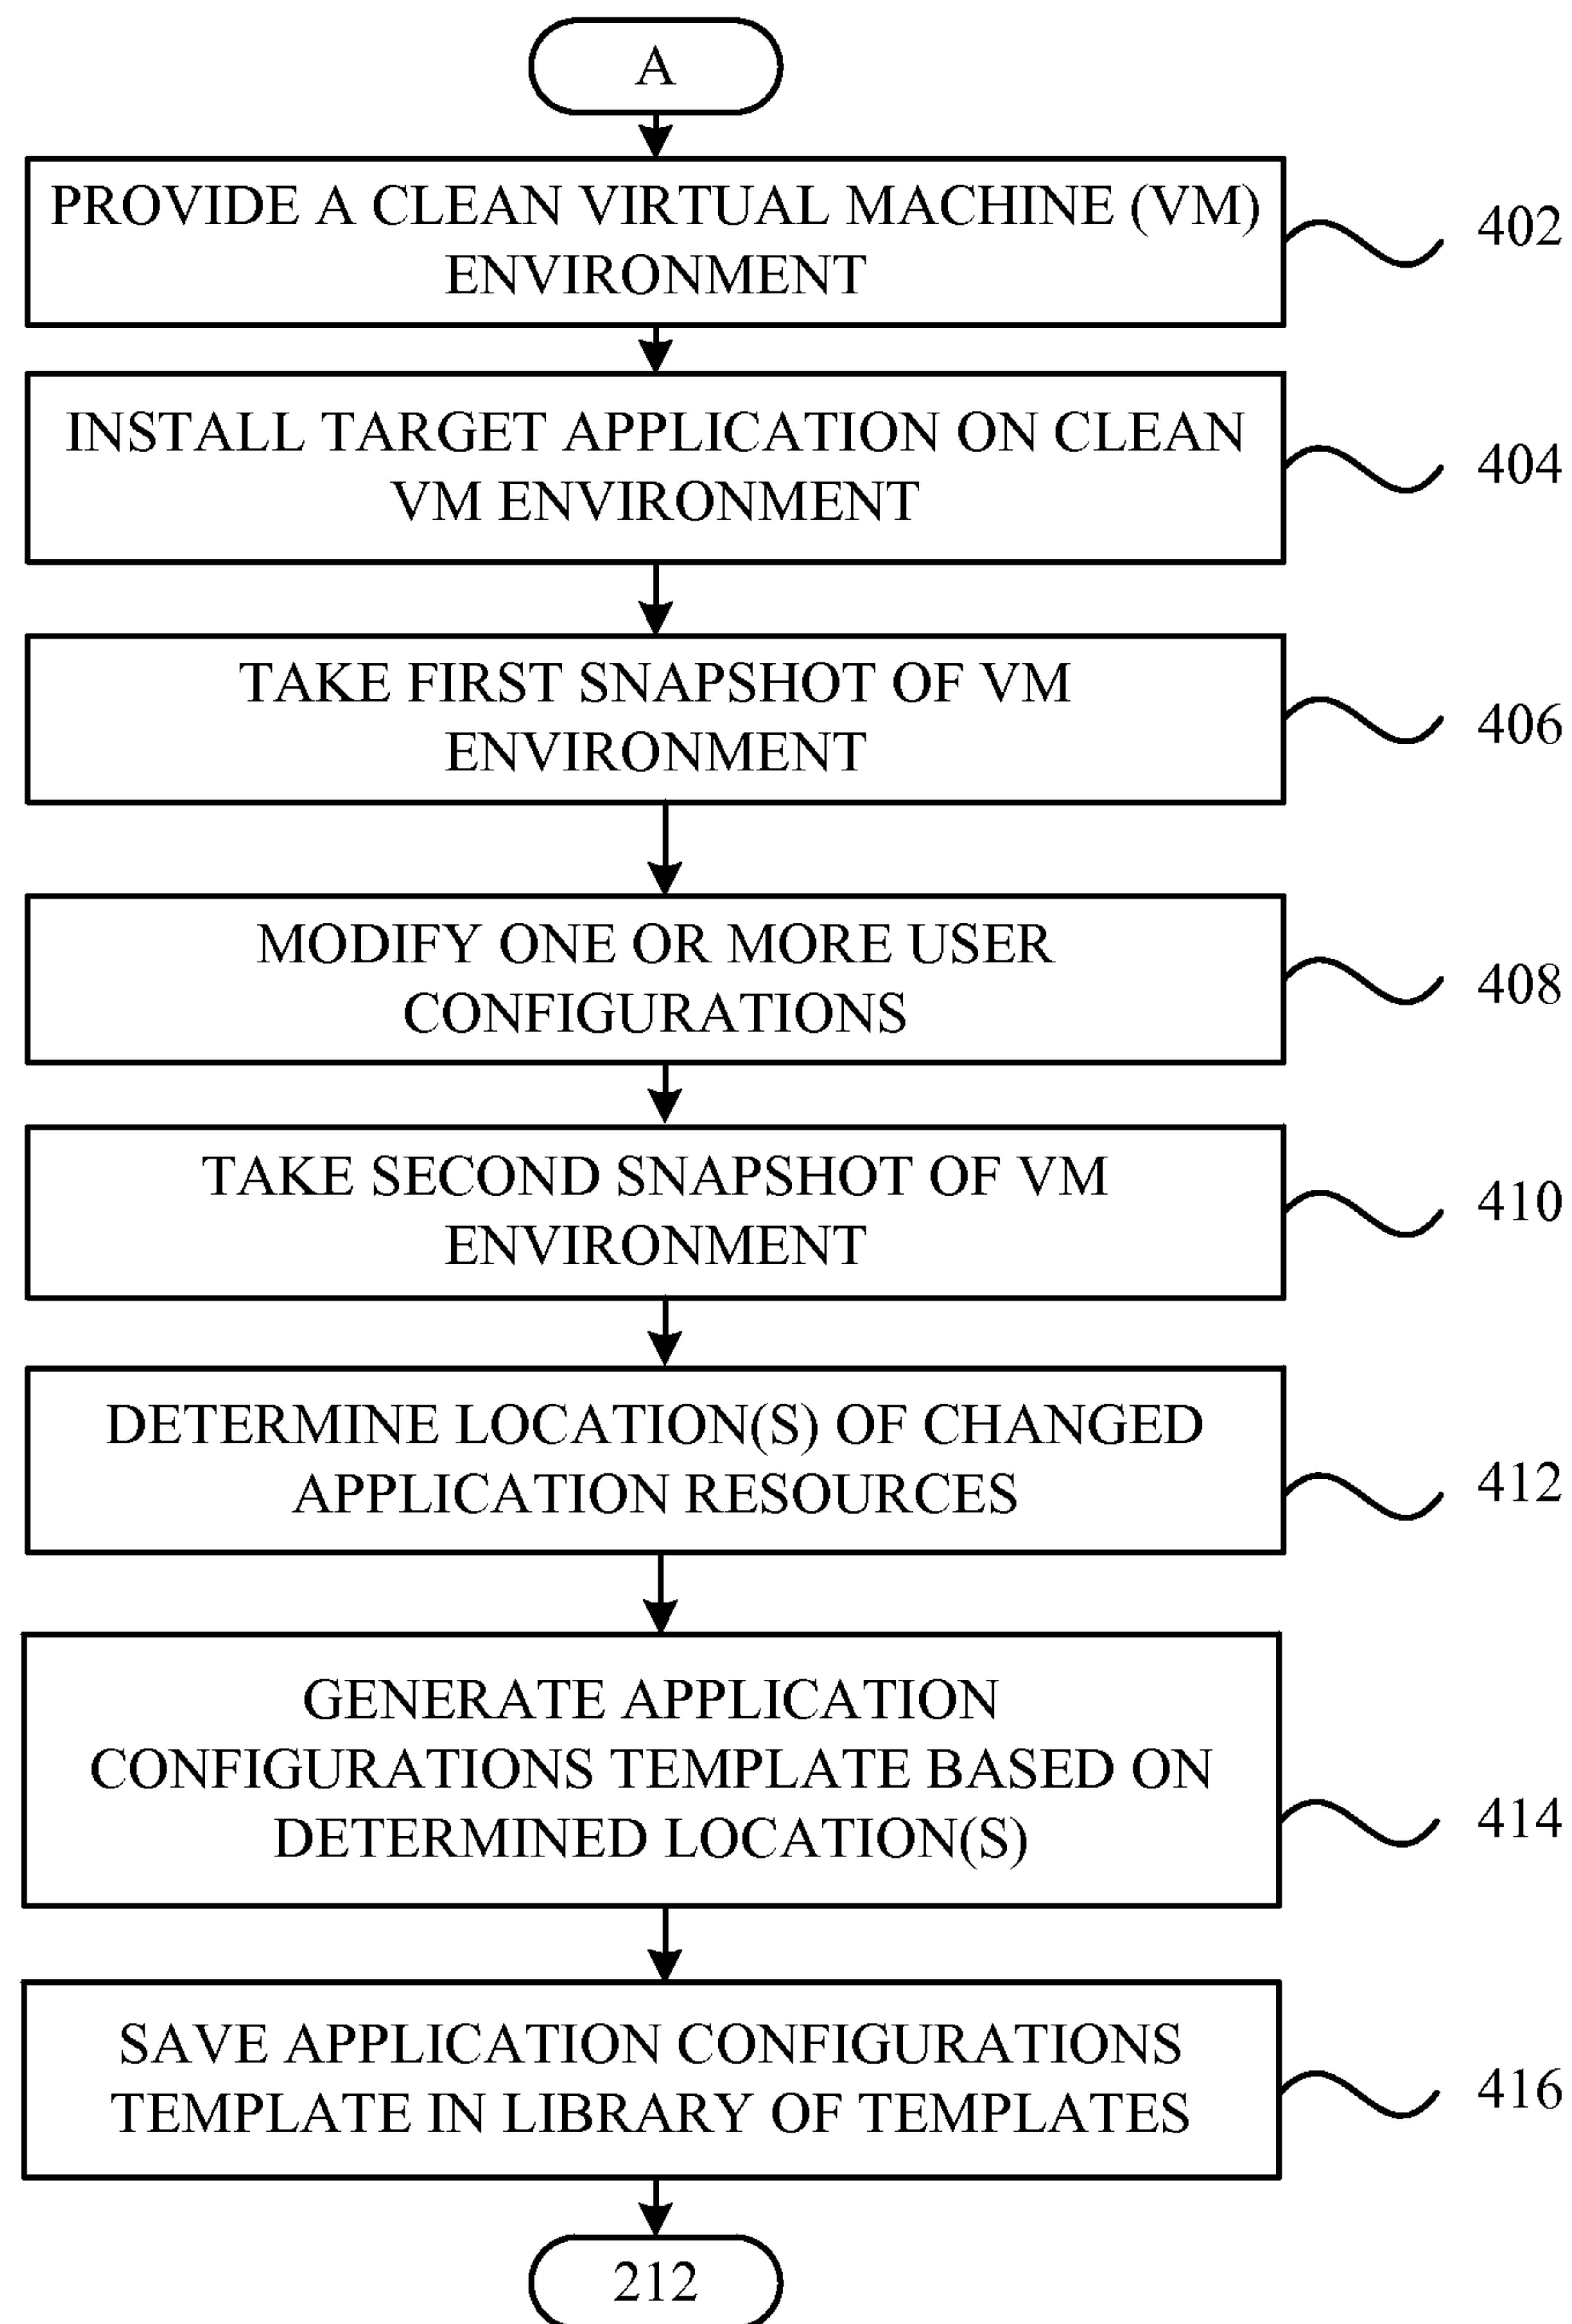 A
PROVIDE A CLEAN VIRTUAL MACHINE (VM)
ENVIRONMENT
402
INSTALL TARGET APPLICATION ON CLEAN
VM ENVIRONMENT
404
TAKE FIRST SNAPSHOT OF VM
ENVIRONMENT
406
MODIFY ONE OR MORE USER
CONFIGURATIONS
408
TAKE SECOND SNAPSHOT OF VM
ENVIRONMENT
410
DETERMINE LOCATION(S) OF CHANGED
APPLICATION RESOURCES
412
GENERATE APPLICATION
CONFIGURATIONS TEMPLATE BASED ON
DETERMINED LOCATION(S)
414
SAVE APPLICATION CONFIGURATIONS
TEMPLATE IN LIBRARY OF TEMPLATES
416
212